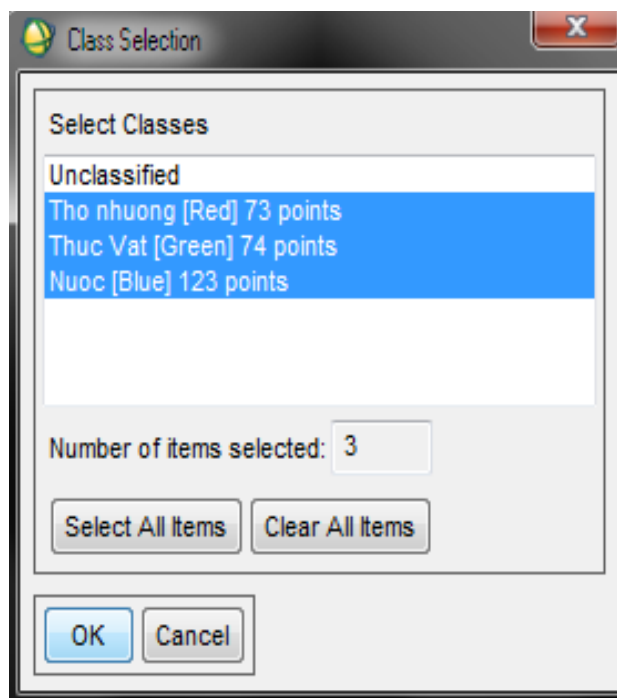 Class Selection
Select Classes
Unclassified
Tho nhuong [Red] 73 points
Thuc Vat [Green] 74 points
Nuoc [Blue] 123 points
Number of items selected: 3
Select All Items Clear All Items
OK Cancel